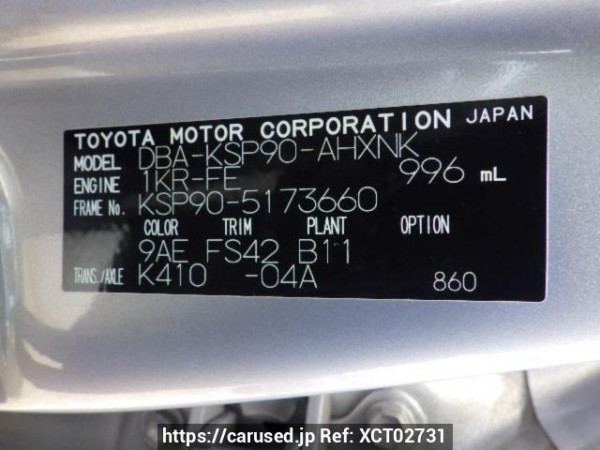 TOYOTA MOTOR CORPORATION JAPAN
MODEL DBA-KSP90-AHXNK
ENGINE 1KR-FE 996 mL
FRAME No. KSP90-5173660
COLOR TRIM PLANT OPTION
9AE FS42 B11
TRANS./AXLE K410 -04A 860
https://carused.jp Ref: XCT02731